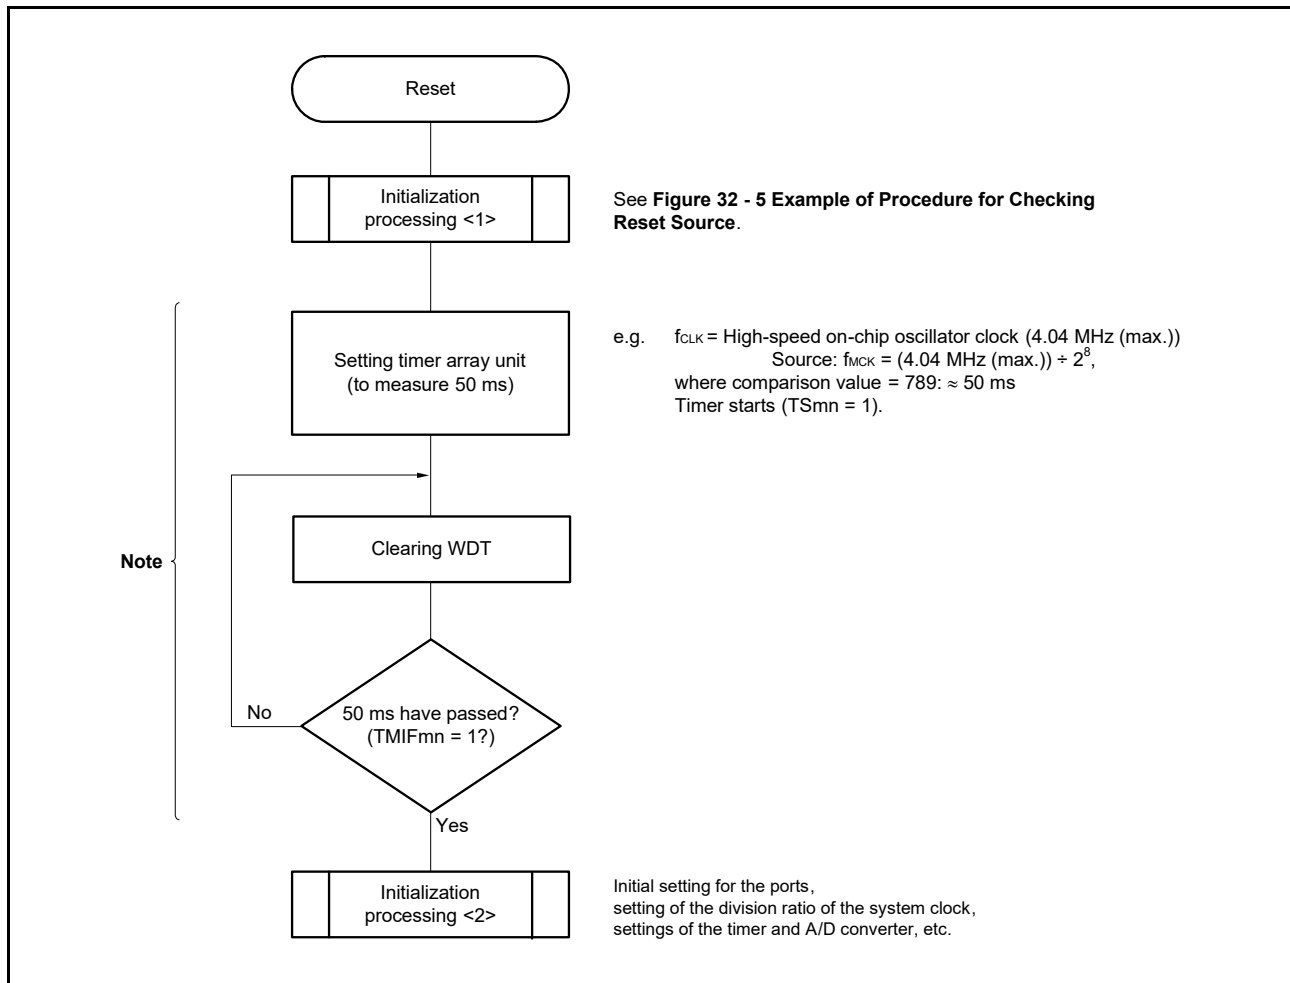 Reset
Initialization
processing <1>
See Figure 32 - 5 Example of Procedure for Checking
Reset Source.
Setting timer array unit
(to measure 50 ms)
e.g. fCLK = High-speed on-chip oscillator clock (4.04 MHz (max.))
Source: fMCK = (4.04 MHz (max.)) ÷ 2⁸,
where comparison value = 789: ≈ 50 ms
Timer starts (TSmn = 1).
Clearing WDT
Note
No
50 ms have passed?
(TMIFmn = 1?)
Yes
Initialization
processing <2>
Initial setting for the ports,
setting of the division ratio of the system clock,
settings of the timer and A/D converter, etc.